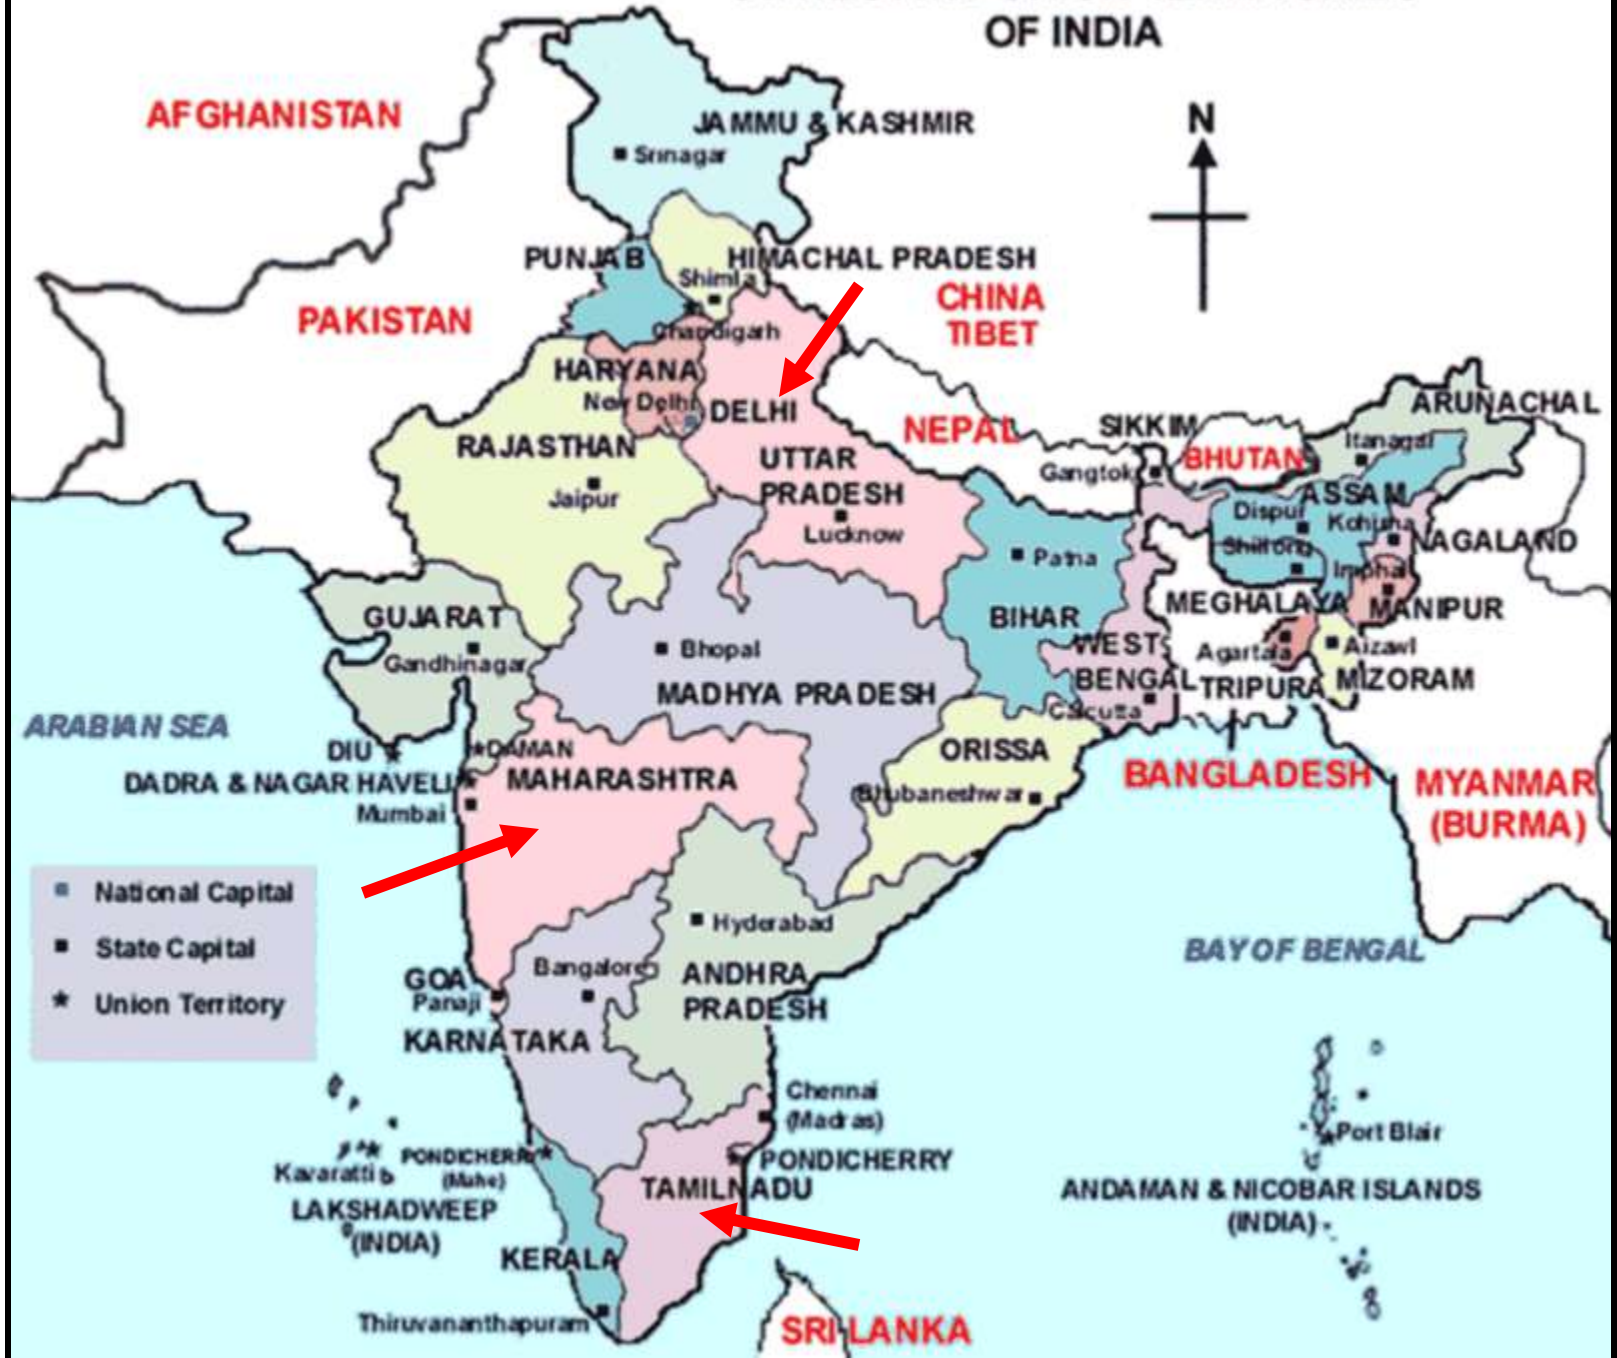 OF INDIA
AFGHANISTAN
N
JAMMU & KASHMIR
Srinagar
PUNJAB
HIMACHAL PRADESH
Shimla
CHINA
TIBET
PAKISTAN
Chandigarh
HARYANA
New Delhi
DELHI
ARUNACHAL
NEPAL
SIKKIM
BHUTAN
Itanagar
RAJASTHAN
UTTAR
PRADESH
Gangtok
ASSAM
Jaipur
Lucknow
Dispur
Kohima
NAGALAND
Patna
Shillong
Imphal
GUJARAT
BIHAR
MEGHALAYA
MANIPUR
Gandhinagar
Bhopal
WEST
BENGAL
Agartala
Aizawl
MADHYA PRADESH
TRIPURA
MIZORAM
Calcutta
ARABIAN SEA
DIU
DAMAN
ORISSA
DADRA & NAGAR HAVELI
MAHARASHTRA
BANGLADESH
MYANMAR
(BURMA)
Mumbai
Bhubaneshwar
National Capital
State Capital
Union Territory
Hyderabad
BAY OF BENGAL
GOA
Panaji
Bangalore
ANDHRA
PRADESH
KARNATAKA
Chennai
(Madras)
Port Blair
PONDICHERRY
(Mahe)
PONDICHERRY
Kavaratti
TAMILNADU
ANDAMAN & NICOBAR ISLANDS
(INDIA)
LAKSHADWEEP
(INDIA)
KERALA
Thiruvananthapuram
SRI LANKA